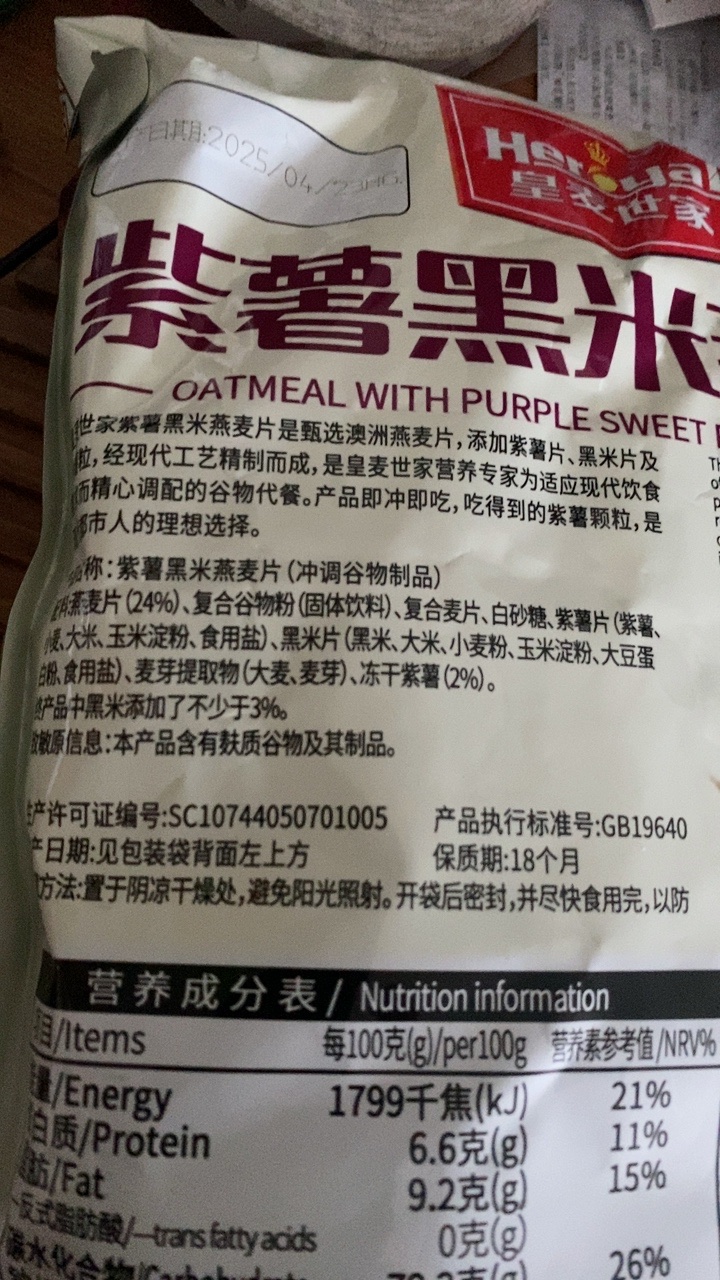 日期:2025/04/23HG.
皇麦世家
紫薯黑米
OATMEAL WITH PURPLE SWEET
世家紫薯黑米燕麦片是甄选澳洲燕麦片,添加紫薯片、黑米片及
粒,经现代工艺精制而成,是皇麦世家营养专家为适应现代饮食
而精心调配的谷物代餐。产品即冲即吃,吃得到的紫薯颗粒,是
都市人的理想选择。
称:紫薯黑米燕麦片(冲调谷物制品)
料:燕麦片(24%)、复合谷物粉(固体饮料)、复合麦片、白砂糖、紫薯片(紫薯、
小麦、大米、玉米淀粉、食用盐)、黑米片(黑米、大米、小麦粉、玉米淀粉、大豆蛋
白粉、食用盐)、麦芽提取物(大麦、麦芽)、冻干紫薯(2%)。
产品中黑米添加了不少于3%。
敏原信息:本产品含有麸质谷物及其制品。
产许可证编号:SC10744050701005 产品执行标准号:GB19640
产日期:见包装袋背面左上方 保质期:18个月
方法:置于阴凉干燥处,避免阳光照射。开袋后密封,并尽快食用完,以防
营养成分表/ Nutrition information
目/Items 每100克(g)/per100g 营养素参考值/NRV%
量/Energy 1799千焦(kJ) 21%
白质/Protein 6.6克(g) 11%
肪/Fat 9.2克(g) 15%
—反式脂肪酸/—trans fatty acids 0克(g)
碳水化合物/Carbohydrate 克(g) 26%